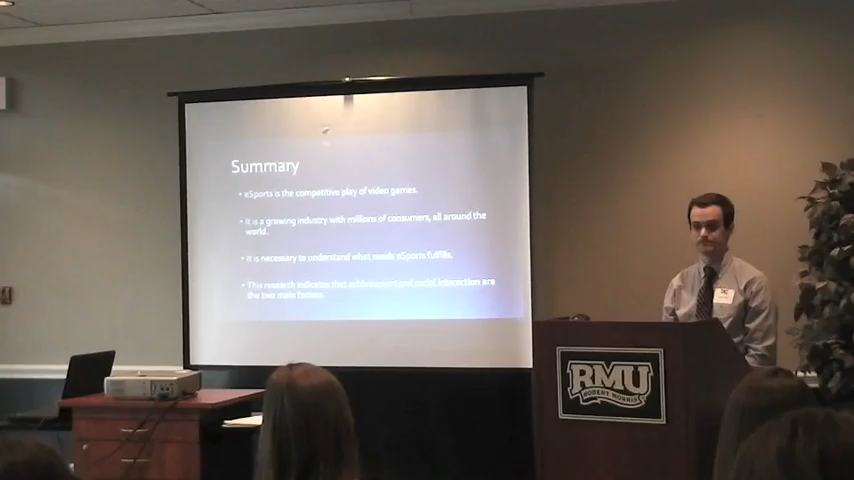 Summary
• eSports is the competitive play of video games.
• It is a growing industry with millions of consumers, all around the
world.
• It is necessary to understand what needs eSports fulfills.
• This research indicates that achievement and social interaction are
the two main factors.
RMU
ROBERT MORRIS